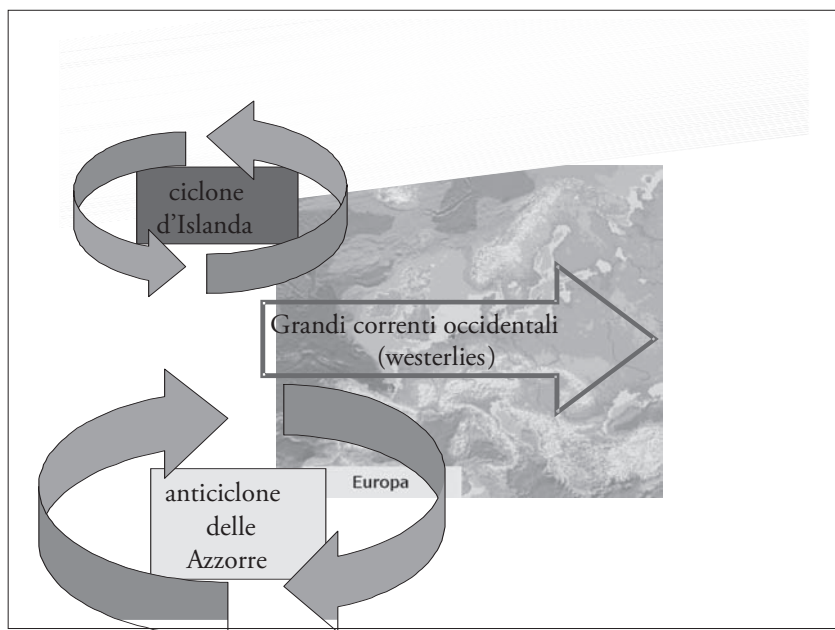 ciclone
d’Islanda
Grandi correnti occidentali
(westerlies)
Europa
anticiclone
delle
Azzorre